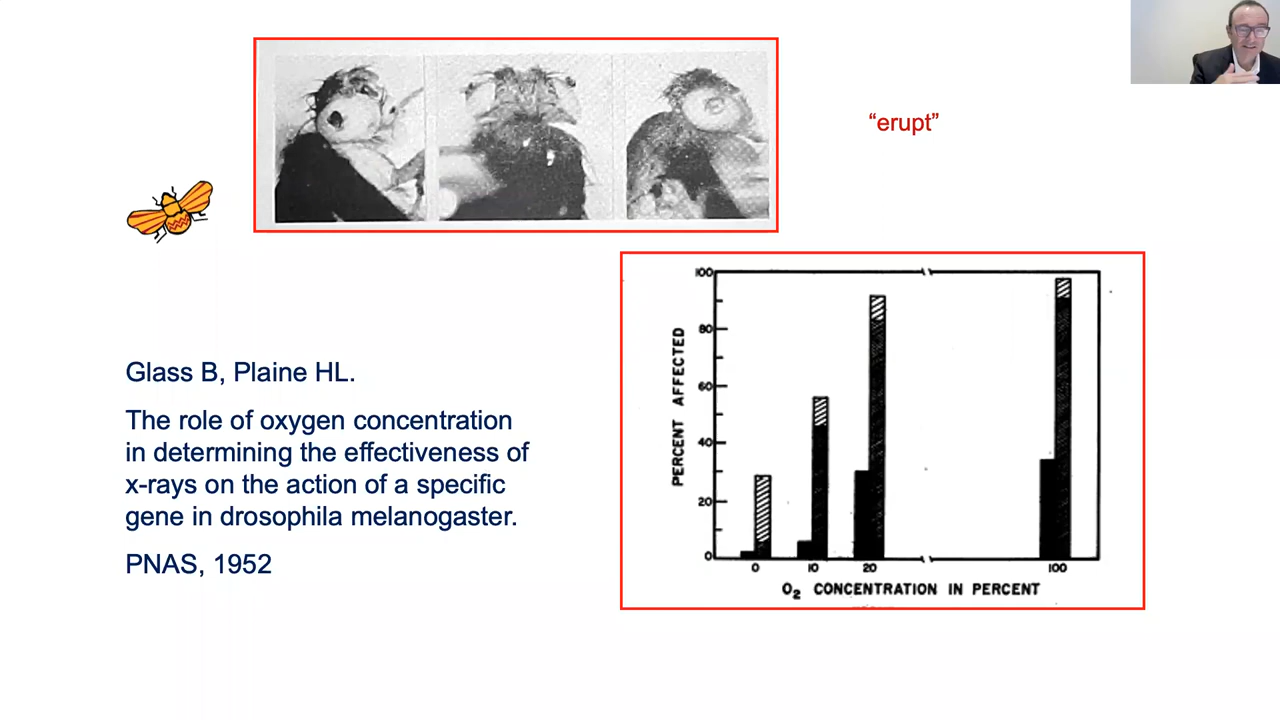 “erupt”
Glass B, Plaine HL.
The role of oxygen concentration
in determining the effectiveness of
x-rays on the action of a specific
gene in drosophila melanogaster.
PNAS, 1952
PERCENT AFFECTED
100
80
60
40
20
0
0 10 20 100
O₂ CONCENTRATION IN PERCENT